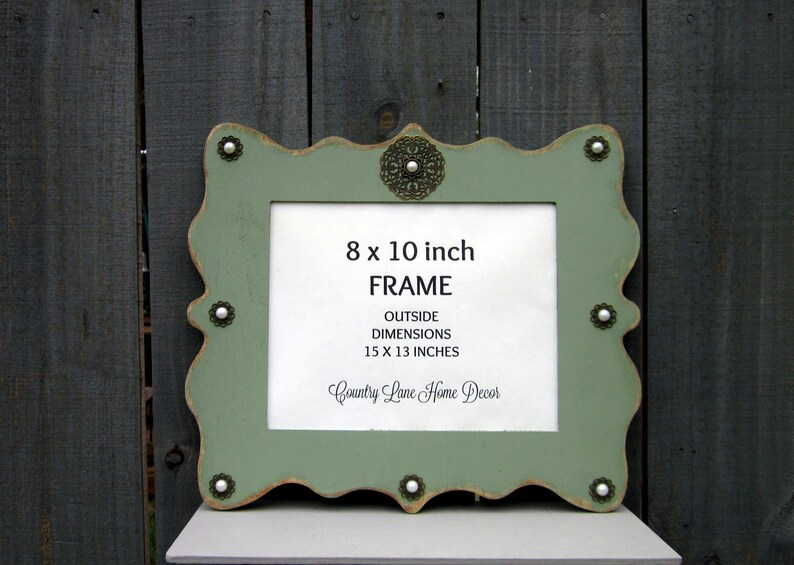 8 x 10 inch
FRAME
OUTSIDE
DIMENSIONS
15 X 13 INCHES
Country Lane Home Decor